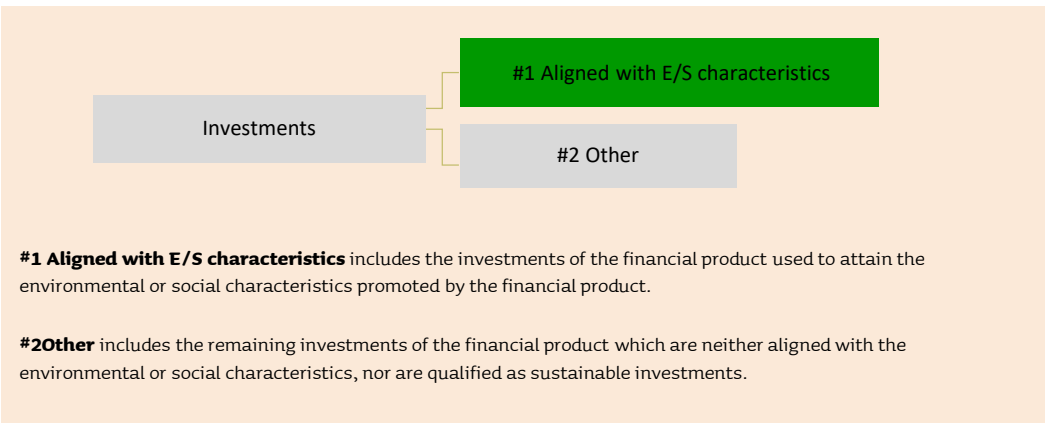 #1 Aligned with E/S characteristics
Investments
#2 Other
#1 Aligned with E/S characteristics includes the investments of the financial product used to attain the
environmental or social characteristics promoted by the financial product.
#2Other includes the remaining investments of the financial product which are neither aligned with the
environmental or social characteristics, nor are qualified as sustainable investments.